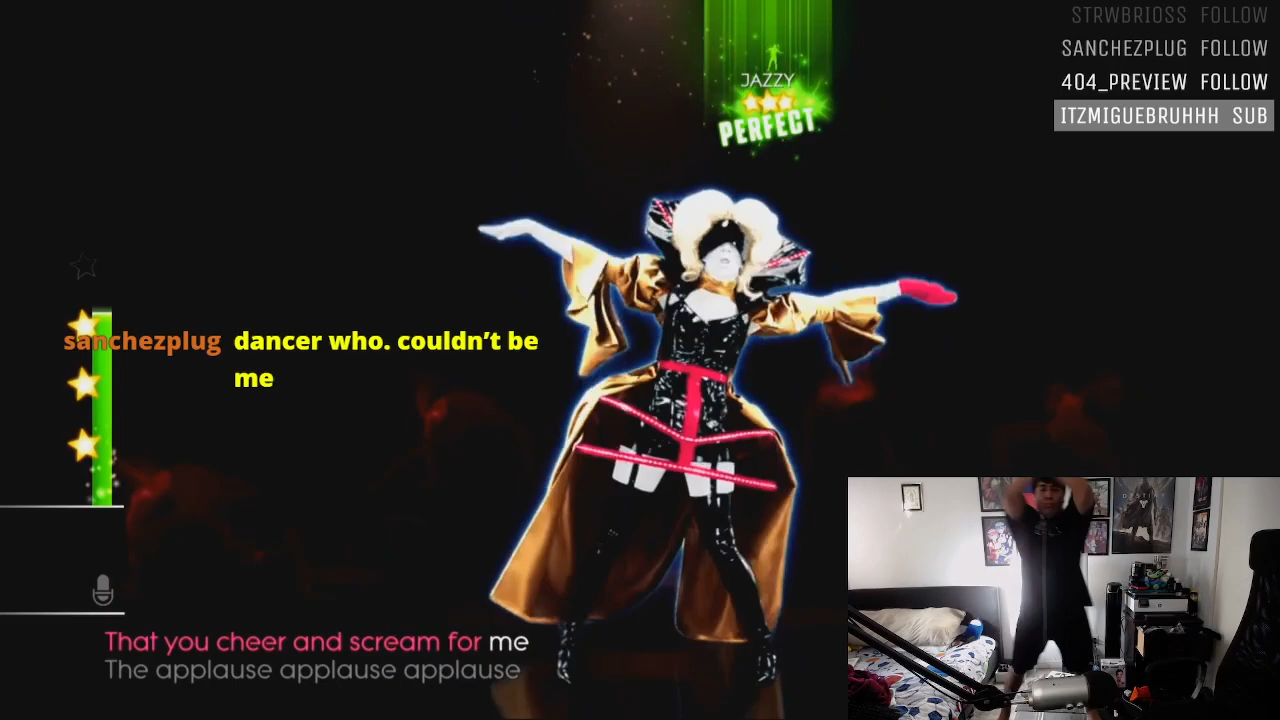 STRWBRIOSS FOLLOW
SANCHEZPLUG FOLLOW
404_PREVIEW FOLLOW
ITZMIGUEBRUHHH SUB
JAZZY
PERFECT
sanchezplug dancer who. couldn't be
me
DESTINY
That you cheer and scream for me
The applause applause applause